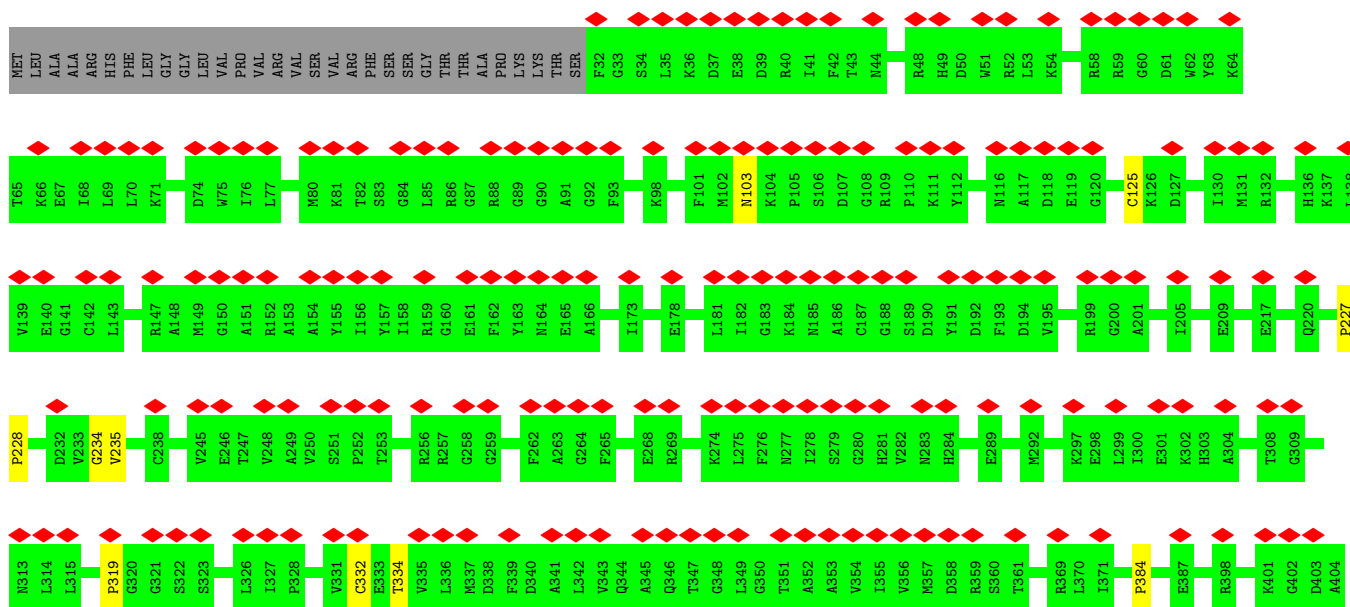 MET LEU ALA ALA ARG HIS PHE LEU GLY GLY LEU VAL PRO VAL ARG VAL SER VAL ARG PHE SER SER GLY THR THR ALA PRO LYS LYS THR SER F32 G33 S34 L35 K36 D37 E38 D39 R40 I41 F42 T43 N44 R48 H49 D50 W51 R52 L53 K54 R58 R59 G60 D61 W62 Y63 K64
T65 K66 E67 I68 L69 L70 K71 D74 W75 I76 L77 M80 K81 T82 S83 G84 L85 R86 G87 R88 G89 G90 A91 G92 F93 K98 F101 M102 N103 K104 P105 S106 D107 G108 R109 P110 K111 Y112 N116 A117 D118 E119 G120 C125 K126 D127 I130 M131 R132 H136 K137 L138
V139 E140 G141 C142 L143 R147 A148 M149 G150 A151 R152 A153 A154 Y155 I156 Y157 I158 R159 G160 E161 F162 Y163 N164 E165 A166 I173 E178 L181 I182 G183 K184 N185 A186 C187 G188 S189 D190 Y191 D192 F193 D194 V195 R199 G200 A201 I205 E209 E217 Q220 P227
P228 D232 V233 G234 V235 C238 V245 E246 T247 V248 A249 V250 S251 P252 T253 R256 R257 G258 G259 F262 A263 G264 F265 E268 R269 K274 L275 F276 N277 I278 S279 G280 H281 V282 N283 H284 E289 M292 K297 E298 L299 I300 E301 K302 H303 A304 T308 G309
N313 L314 L315 P319 G320 G321 S322 S323 L326 I327 P328 V331 C332 E333 T334 V335 L336 M337 D338 F339 D340 A341 L342 V343 Q344 A345 Q346 T347 G348 L349 G350 T351 A352 A353 V354 I355 V356 M357 D358 R359 S360 T361 R369 L370 I371 P384 E387 R398 K401 G402 D403 A404